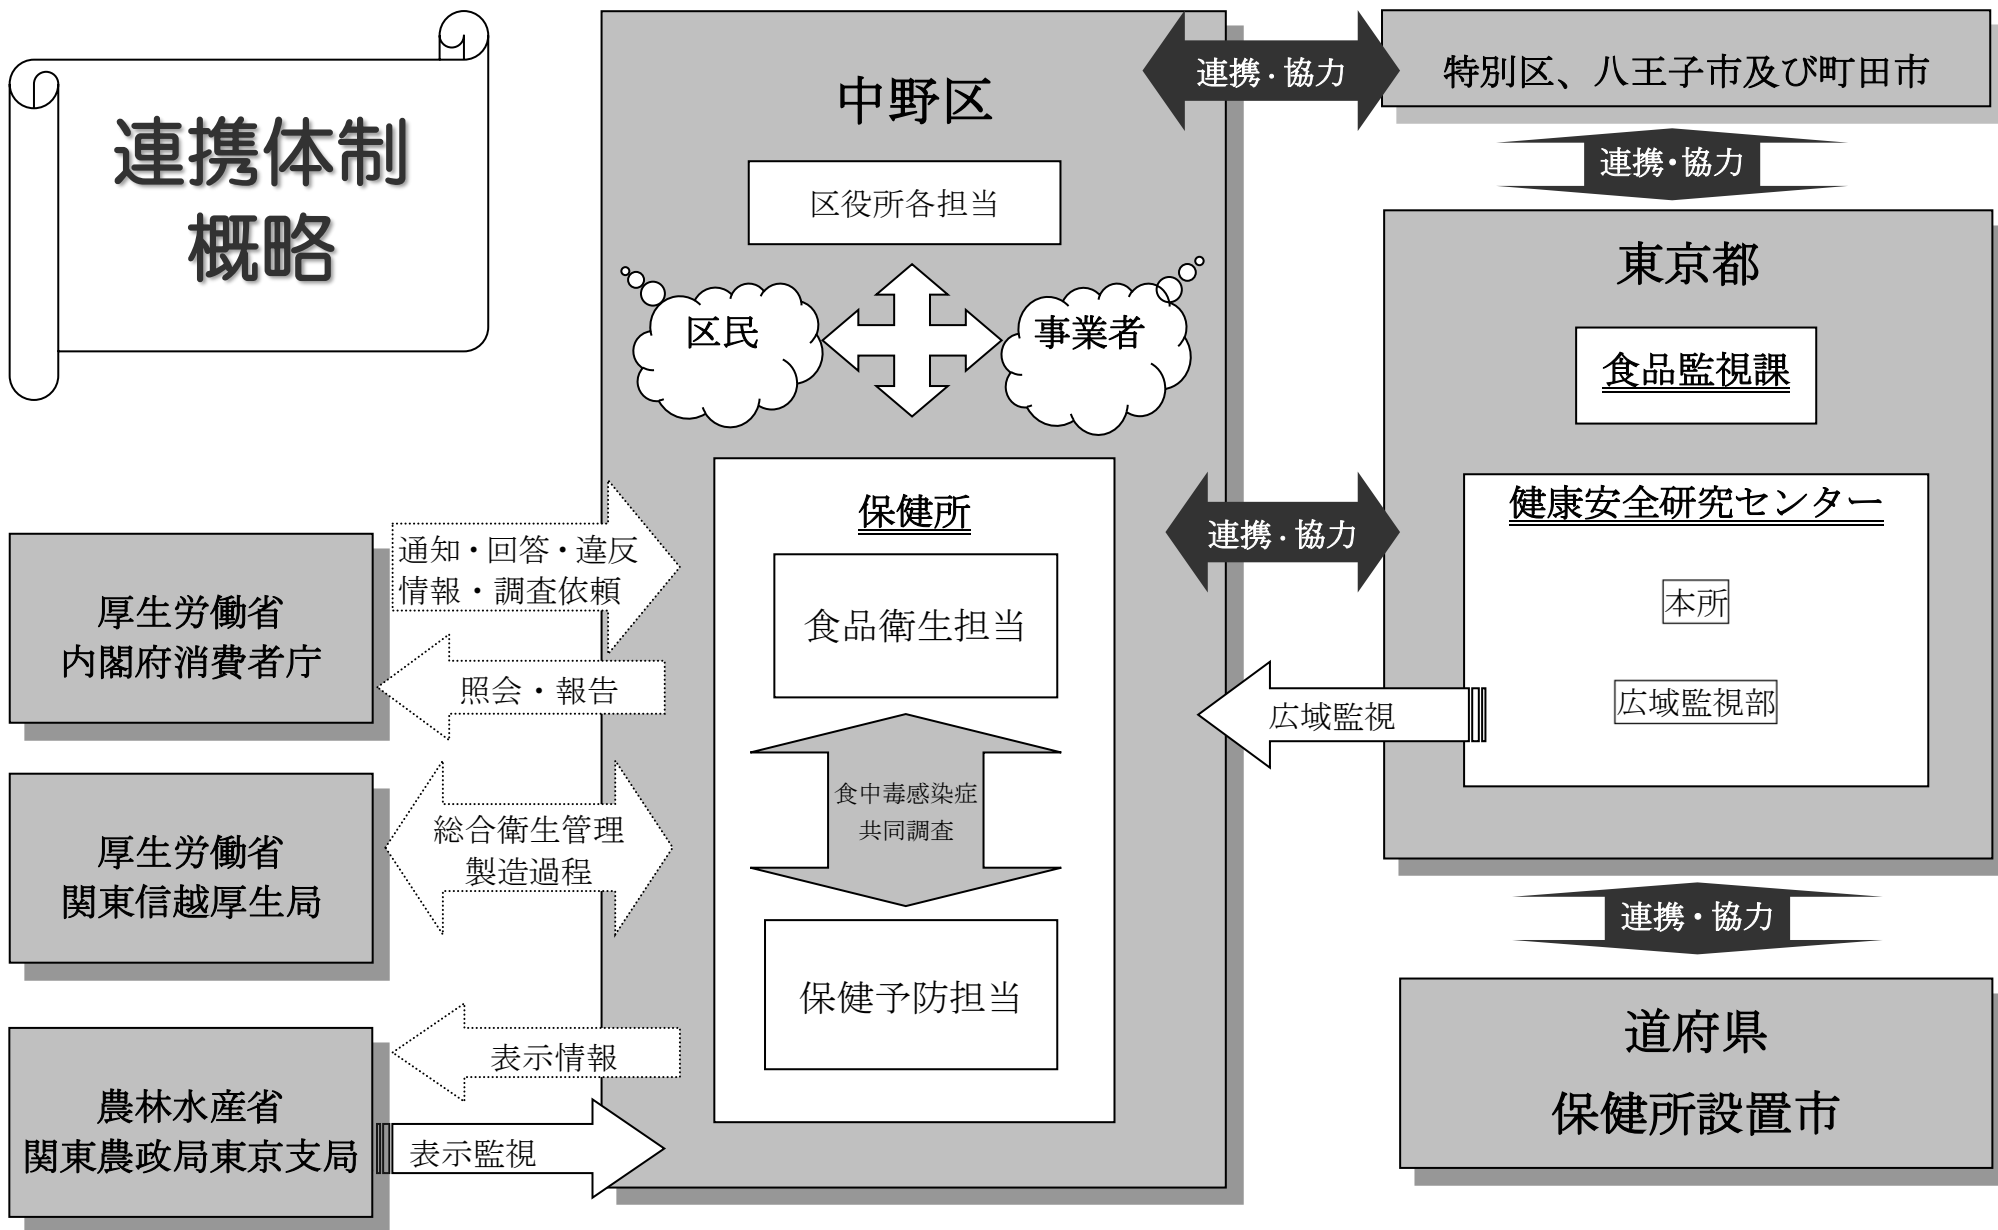 連携体制
概略
中野区
区役所各担当
区民
事業者
保健所
食品衛生担当
食中毒感染症
共同調査
保健予防担当
連携・協力
特別区、八王子市及び町田市
連携・協力
東京都
食品監視課
健康安全研究センター
本所
広域監視部
連携・協力
広域監視
連携・協力
道府県
保健所設置市
厚生労働省
内閣府消費者庁
通知・回答・違反
情報・調査依頼
照会・報告
厚生労働省
関東信越厚生局
総合衛生管理
製造過程
農林水産省
関東農政局東京支局
表示情報
表示監視